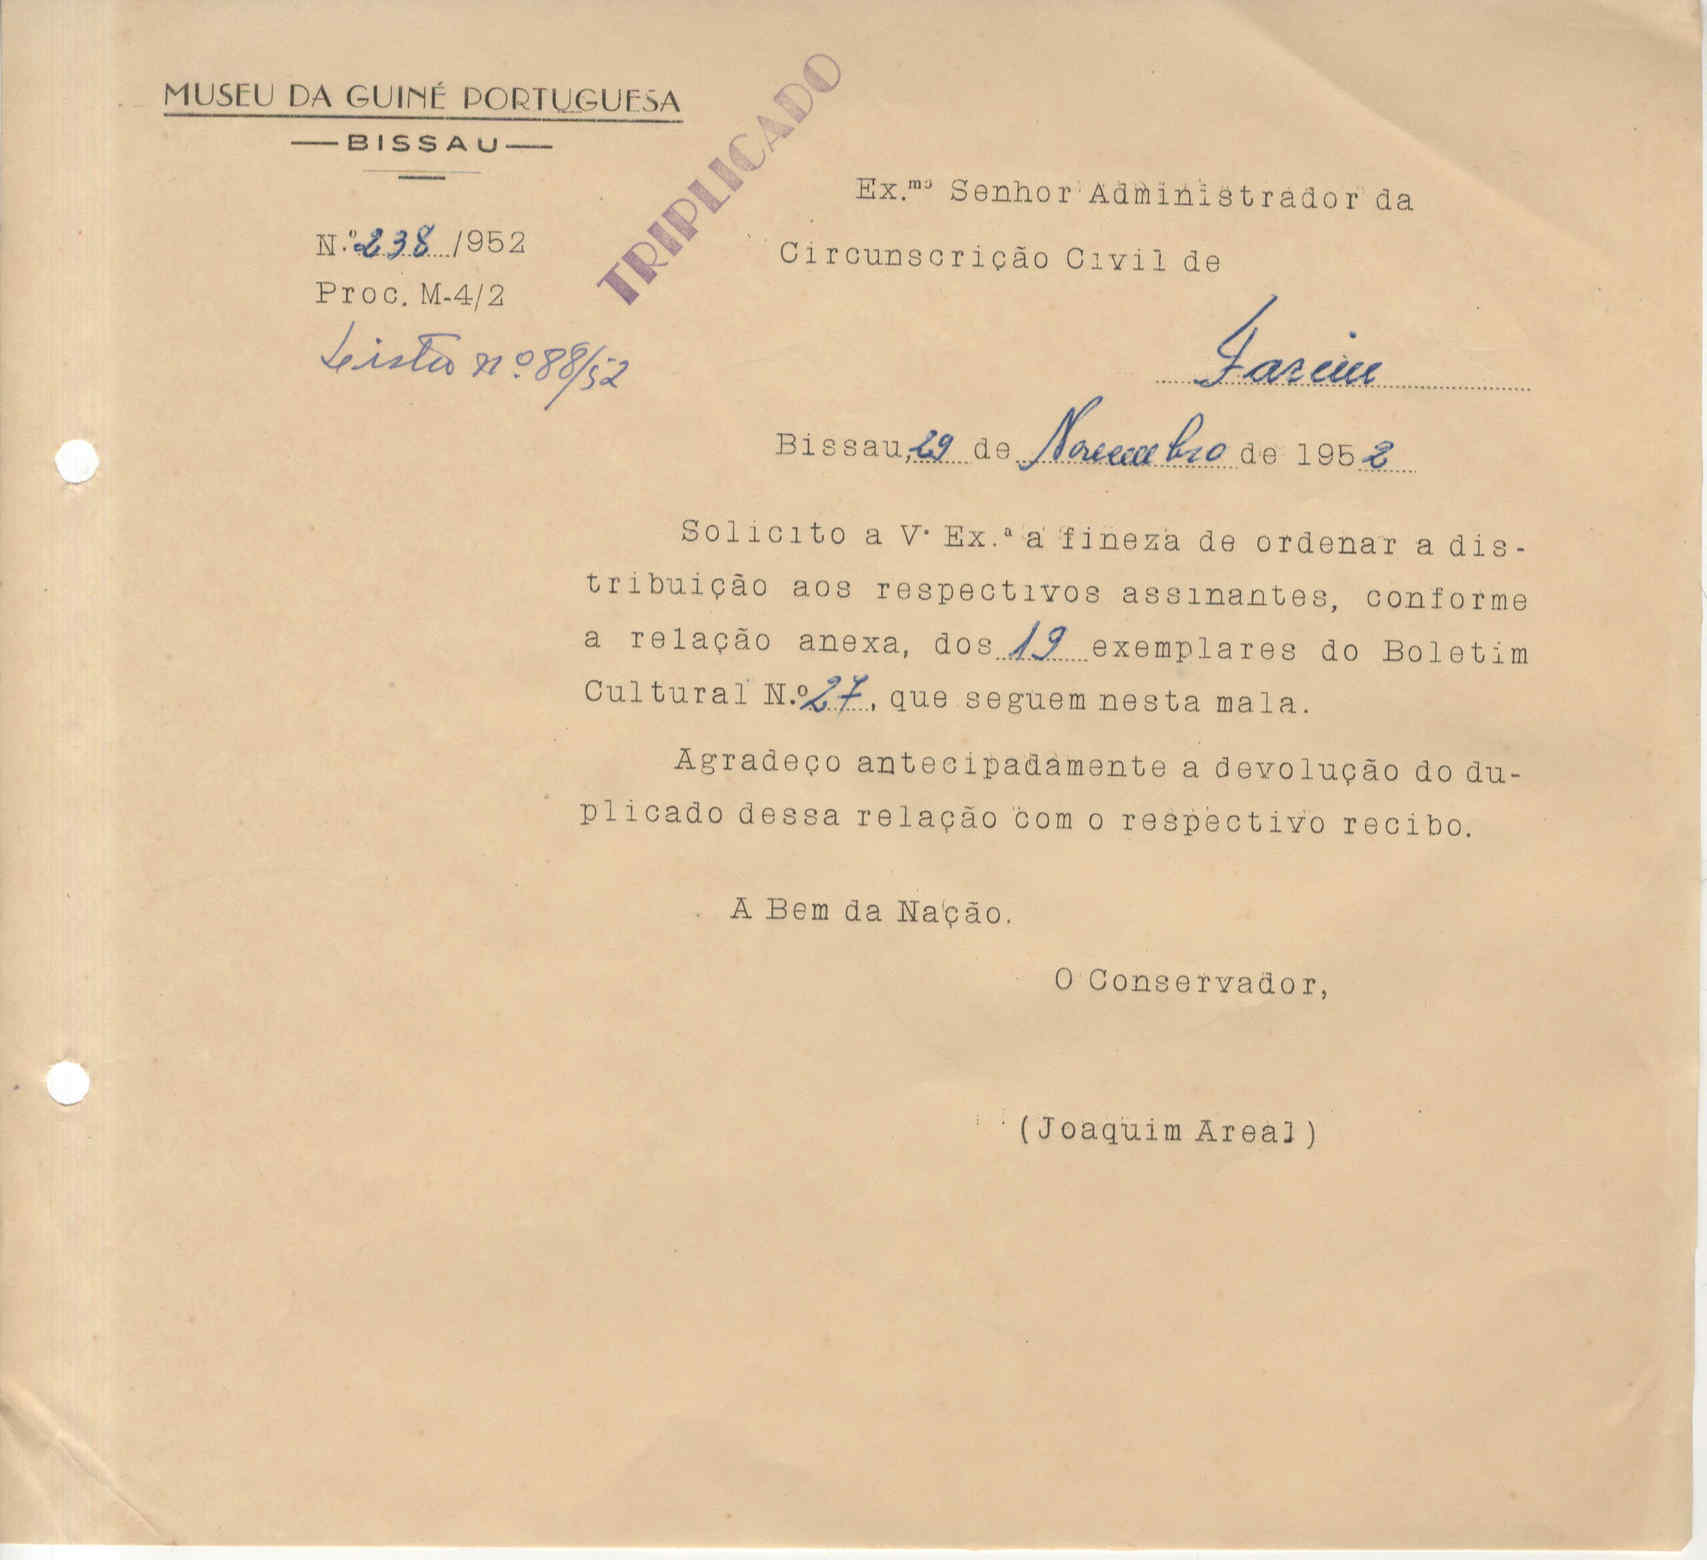 MUSEU DA GUINÉ PORTUGUESA
BISSAU
TRIPLICADO
N.º 238 /952
Proc. M-4/2
Lista nº 88/52
Ex.mo Senhor Administrador da
Circunscrição Civil de
Farim
Bissau, 29 de Novembro de 1952
Solicito a V. Ex.ª a fineza de ordenar a dis-
tribuição aos respectivos assinantes, conforme
a relação anexa, dos 19 exemplares do Boletim
Cultural N.º 27, que seguem nesta mala.
Agradeço antecipadamente a devolução do du-
plicado dessa relação com o respectivo recibo.
A Bem da Nação.
O Conservador,
(Joaquim Areal)